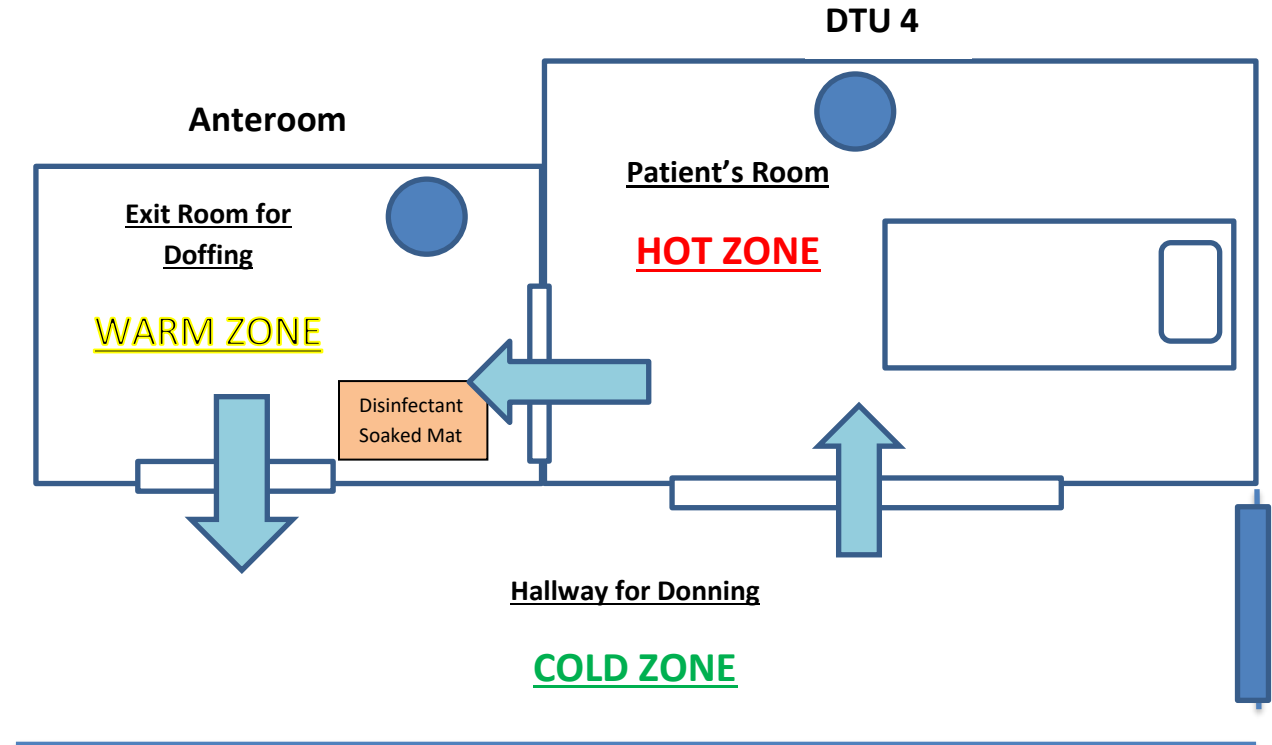 DTU 4
Anteroom
Patient’s Room
Exit Room for
Doffing
HOT ZONE
WARM ZONE
Disinfectant
Soaked Mat
Hallway for Donning
COLD ZONE